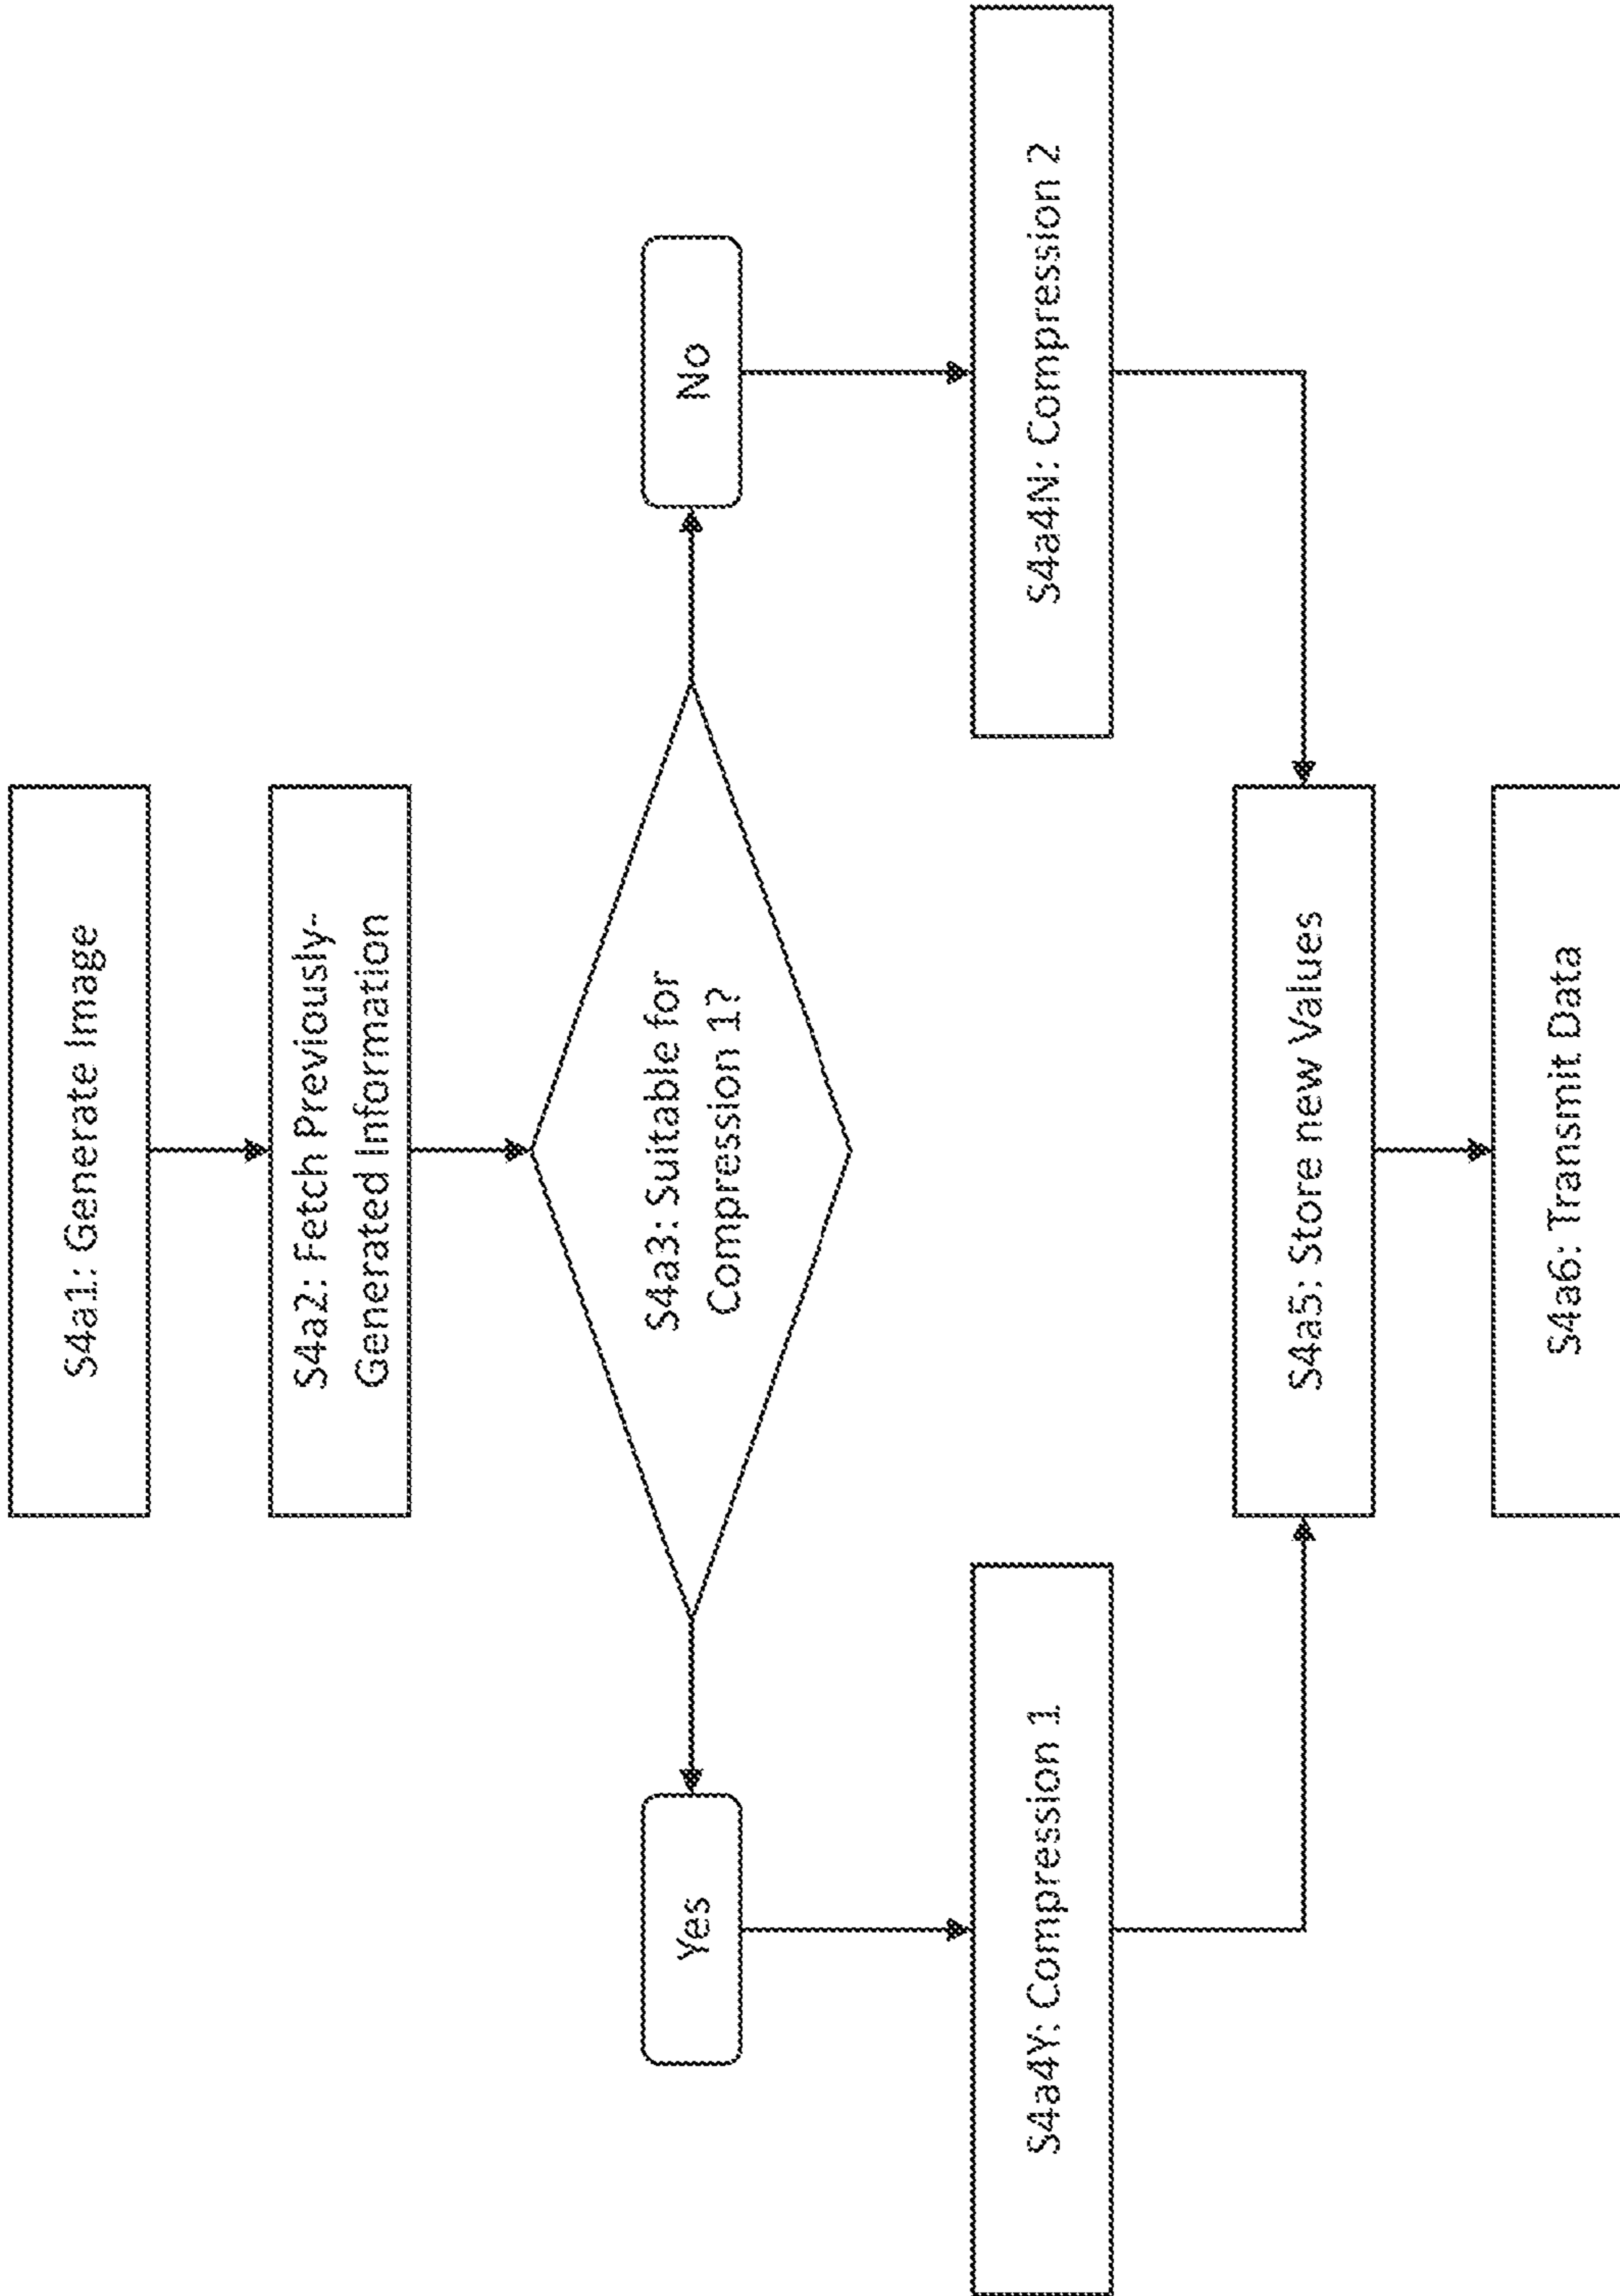 S4a1: Generate Image
S4a2: Fetch Previously-
Generated Information
S4a3: Suitable for
Compression 1?
Yes
No
S4a4Y: Compression 1
S4a4N: Compression 2
S4a5: Store new Values
S4a6: Transmit Data